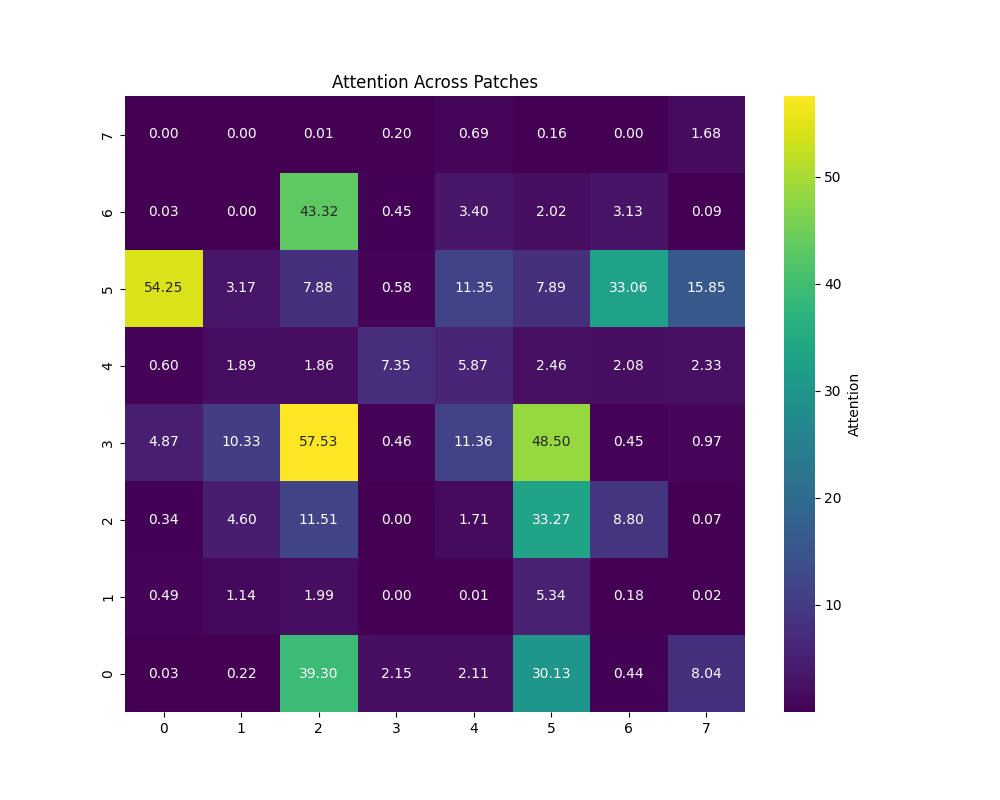 Attention Across Patches
7 0.00 0.00 0.01 0.20 0.69 0.16 0.00 1.68
6 0.03 0.00 43.32 0.45 3.40 2.02 3.13 0.09
5 54.25 3.17 7.88 0.58 11.35 7.89 33.06 15.85
4 0.60 1.89 1.86 7.35 5.87 2.46 2.08 2.33
3 4.87 10.33 57.53 0.46 11.36 48.50 0.45 0.97
2 0.34 4.60 11.51 0.00 1.71 33.27 8.80 0.07
1 0.49 1.14 1.99 0.00 0.01 5.34 0.18 0.02
0 0.03 0.22 39.30 2.15 2.11 30.13 0.44 8.04
0 1 2 3 4 5 6 7
50
40
30
20
10
Attention